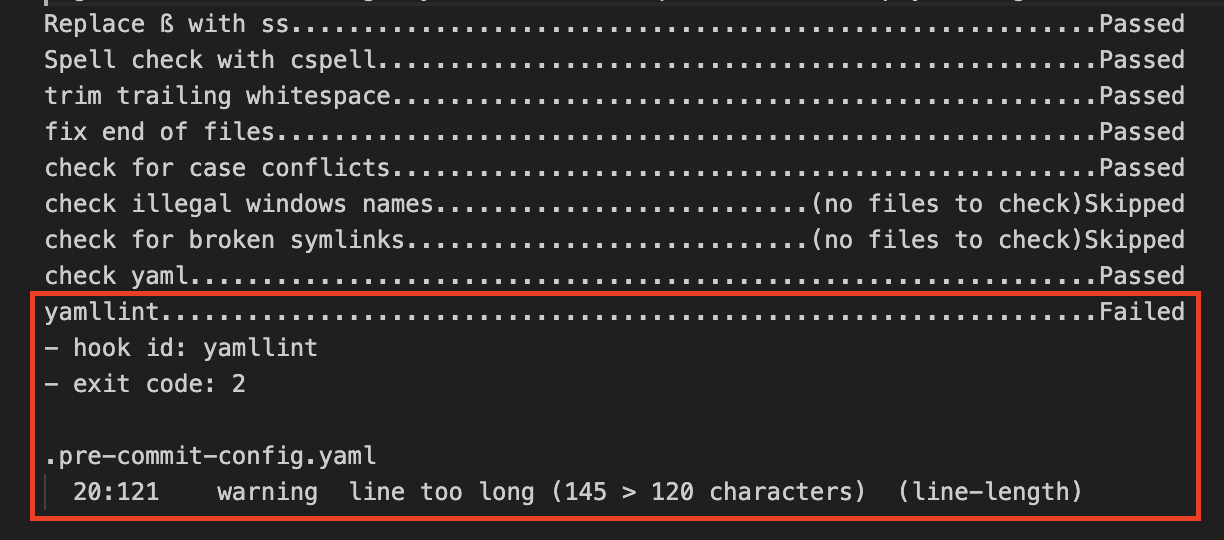 Replace ß with ss........................................................Passed
Spell check with cspell..................................................Passed
trim trailing whitespace.................................................Passed
fix end of files.........................................................Passed
check for case conflicts.................................................Passed
check illegal windows names..........................(no files to check)Skipped
check for broken symlinks............................(no files to check)Skipped
check yaml...............................................................Passed
yamllint.................................................................Failed
- hook id: yamllint
- exit code: 2
.pre-commit-config.yaml
20:121    warning  line too long (145 > 120 characters)  (line-length)